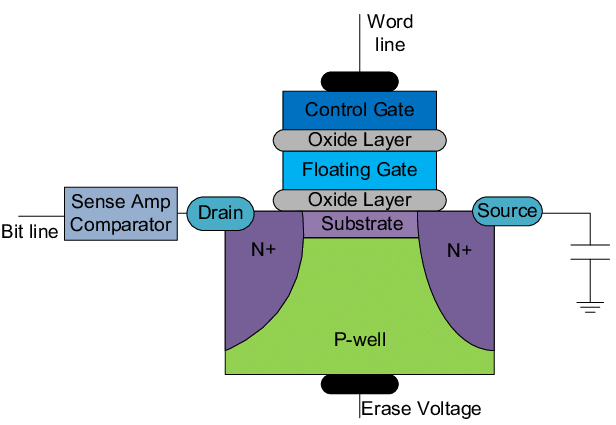 Word
line
Control Gate
Oxide Layer
Floating Gate
Oxide Layer
Sense Amp
Comparator
Bit line
Drain
Substrate
Source
N+
N+
P-well
Erase Voltage